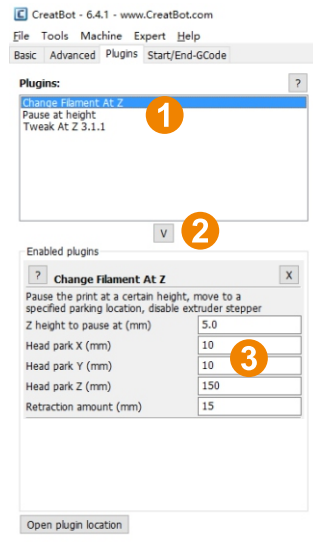 CreatBot - 6.4.1 - www.CreatBot.com
File Tools Machine Expert Help
Basic Advanced Plugins Start/End-GCode
Plugins: ?
Change Filament At Z
Pause at height
Tweak At Z 3.1.1
1
V 2
Enabled plugins
? Change Filament At Z X
Pause the print at a certain height, move to a
specified parking location, disable extruder stepper
Z height to pause at (mm) 5.0
Head park X (mm) 10
Head park Y (mm) 10
3
Head park Z (mm) 150
Retraction amount (mm) 15
Open plugin location